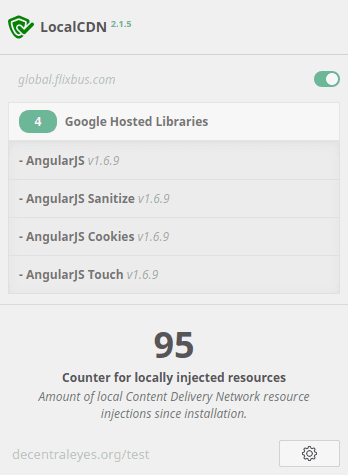 LocalCDN 2.1.5
global.flixbus.com
4 Google Hosted Libraries
- AngularJS v1.6.9
- AngularJS Sanitize v1.6.9
- AngularJS Cookies v1.6.9
- AngularJS Touch v1.6.9
95
Counter for locally injected resources
Amount of local Content Delivery Network resource
injections since installation.
decentraleyes.org/test